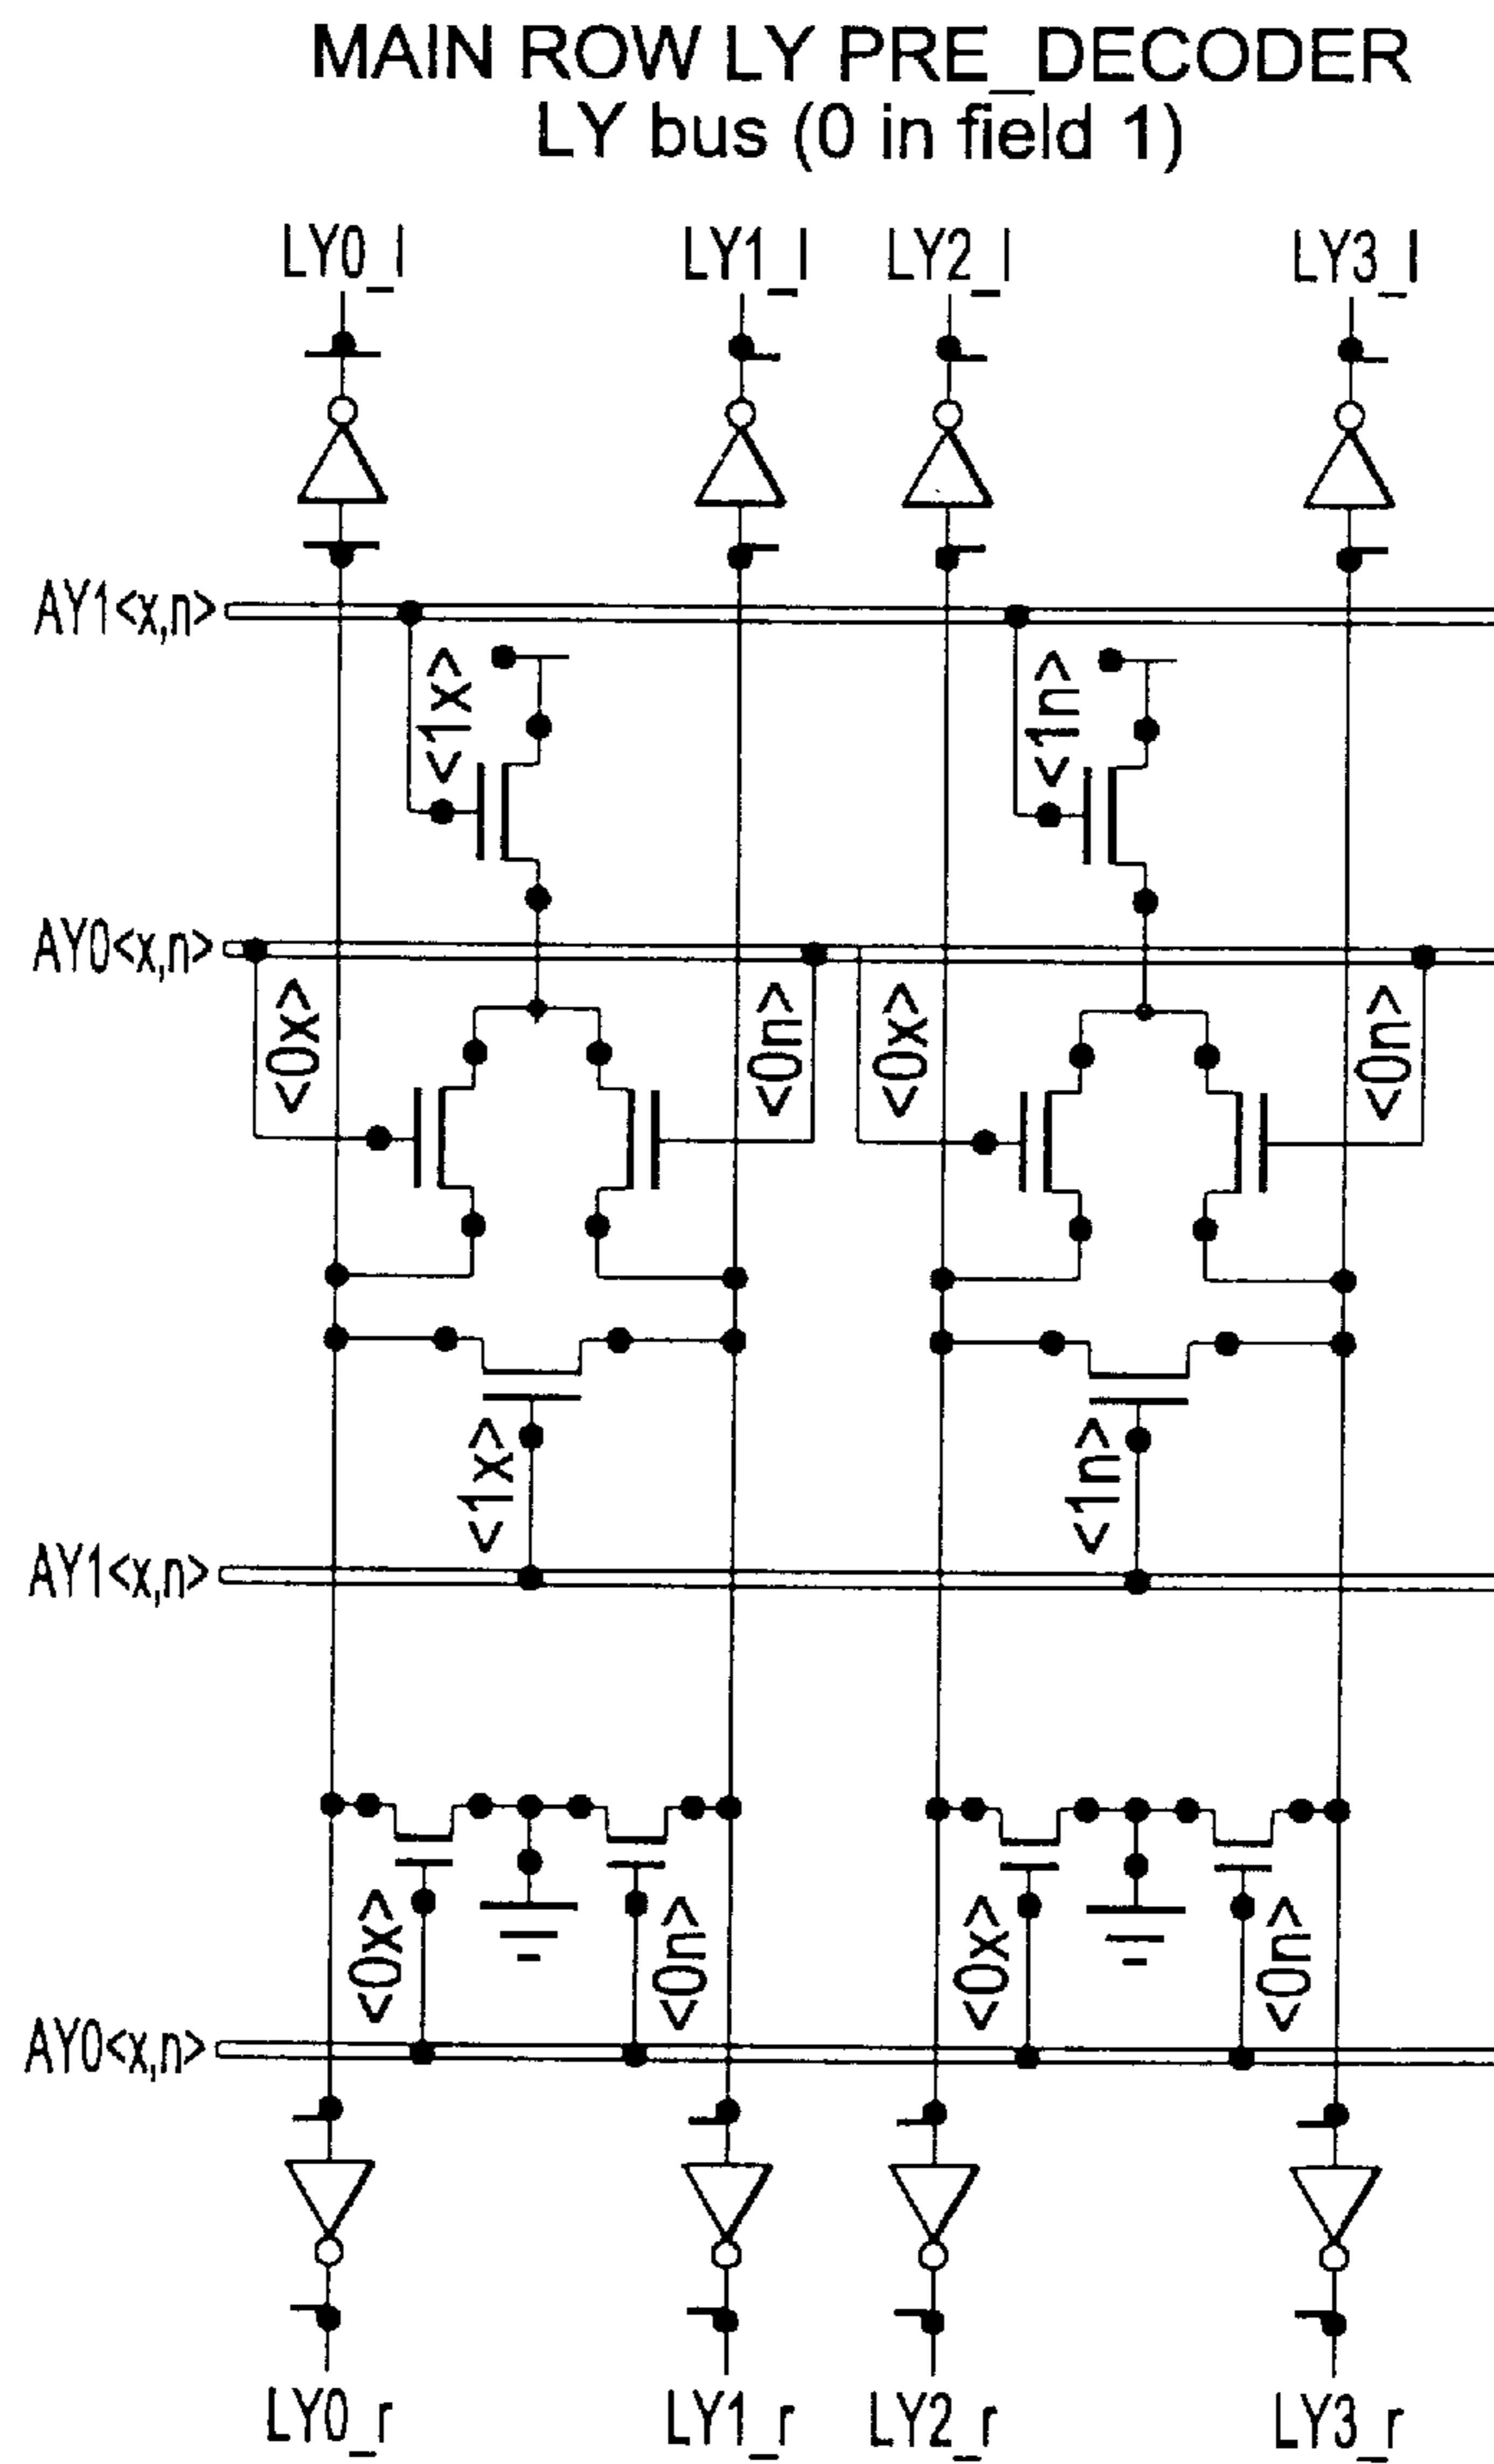 MAIN ROW LY PRE_DECODER
LY bus (0 in field 1)
LY0_l LY1_l LY2_l LY3_l
AY1<x,n>
<1x> <1n>
AY0<x,n>
<0x> <0n> <0x> <0n>
<1x> <1n>
AY1<x,n>
<0x> <0n> <0x> <0n>
AY0<x,n>
LY0_r LY1_r LY2_r LY3_r